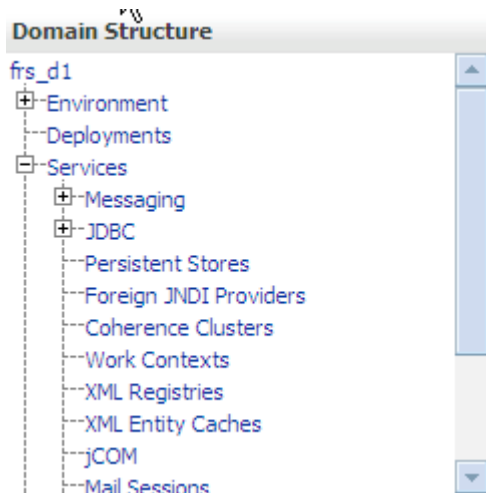 Domain Structure
frs_d1
Environment
Deployments
Services
Messaging
JDBC
Persistent Stores
Foreign JNDI Providers
Coherence Clusters
Work Contexts
XML Registries
XML Entity Caches
jCOM
Mail Sessions